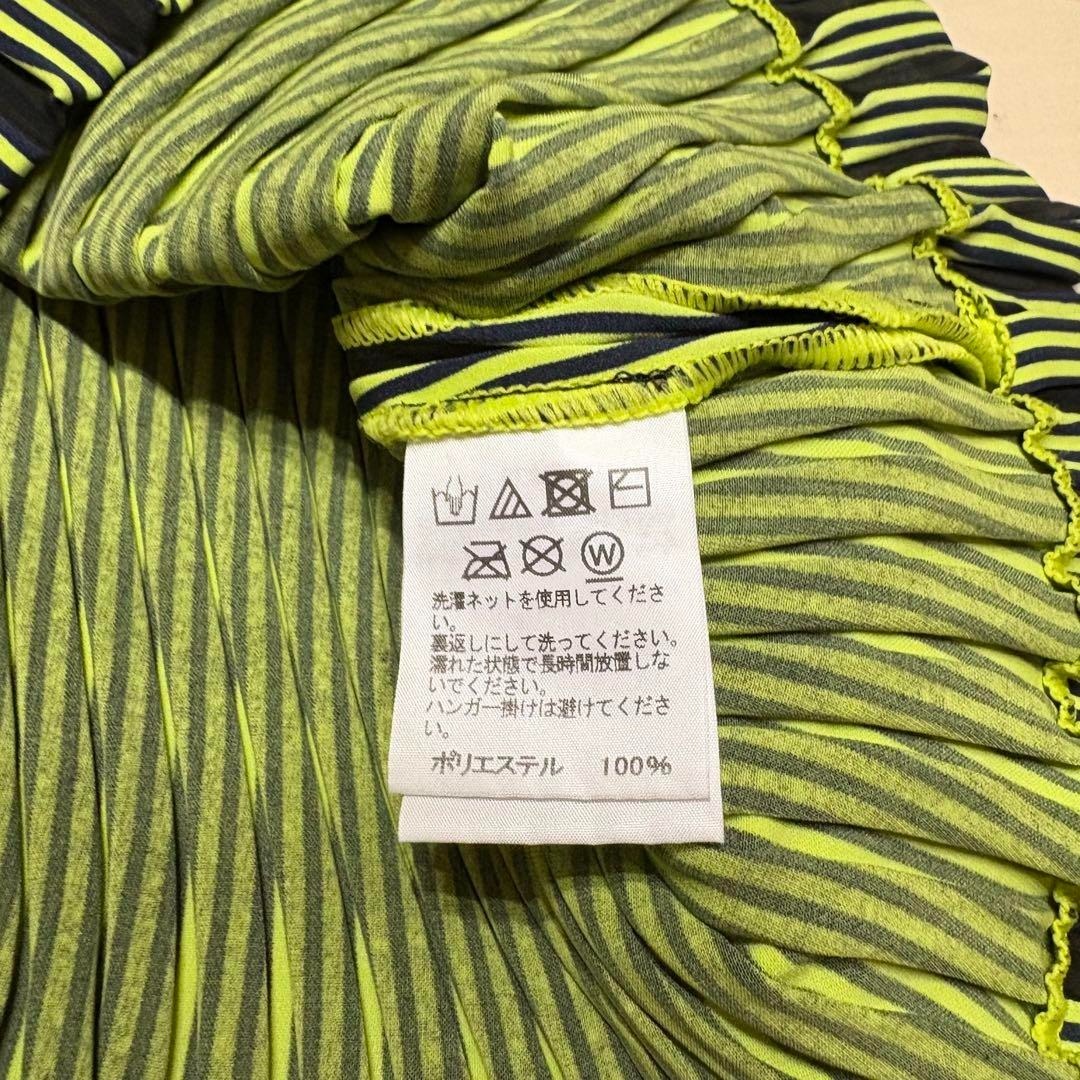 W
洗濯ネットを使用してくださ
い。
裏返しにして洗ってください。
濡れた状態で長時間放置しな
いでください。
ハンガー掛けは避けてくださ
い。
ポリエステル 100%